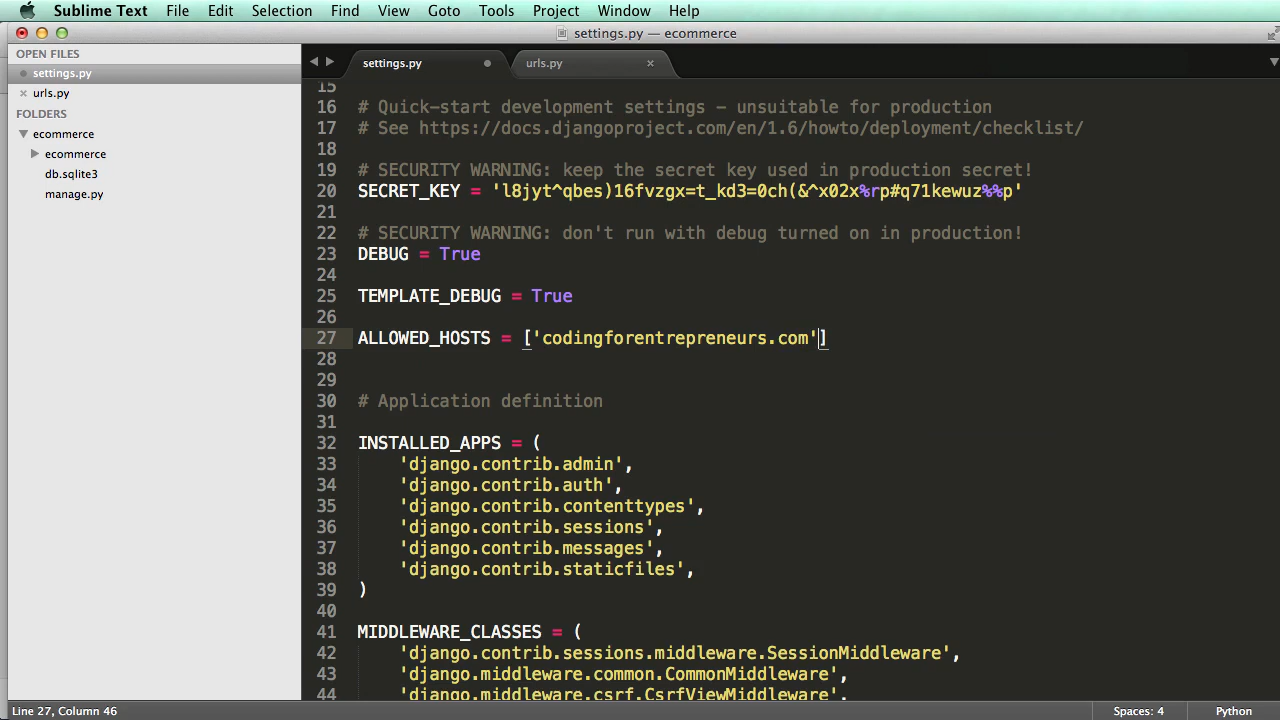 Sublime Text File Edit Selection Find View Goto Tools Project Window Help
settings.py — ecommerce
OPEN FILES
settings.py
urls.py
FOLDERS
ecommerce
ecommerce
db.sqlite3
manage.py
settings.py urls.py
15
16 # Quick-start development settings - unsuitable for production
17 # See https://docs.djangoproject.com/en/1.6/howto/deployment/checklist/
18
19 # SECURITY WARNING: keep the secret key used in production secret!
20 SECRET_KEY = 'l8jyt^qbes)16fvzgx=t_kd3=0ch(&^x02x%rp#q71kewuz%%p'
21
22 # SECURITY WARNING: don't run with debug turned on in production!
23 DEBUG = True
24
25 TEMPLATE_DEBUG = True
26
27 ALLOWED_HOSTS = ['codingforentrepreneurs.com']
28
29
30 # Application definition
31
32 INSTALLED_APPS = (
33 'django.contrib.admin',
34 'django.contrib.auth',
35 'django.contrib.contenttypes',
36 'django.contrib.sessions',
37 'django.contrib.messages',
38 'django.contrib.staticfiles',
39 )
40
41 MIDDLEWARE_CLASSES = (
42 'django.contrib.sessions.middleware.SessionMiddleware',
43 'django.middleware.common.CommonMiddleware',
44 'django.middleware.csrf.CsrfViewMiddleware',
Line 27, Column 46 Spaces: 4 Python